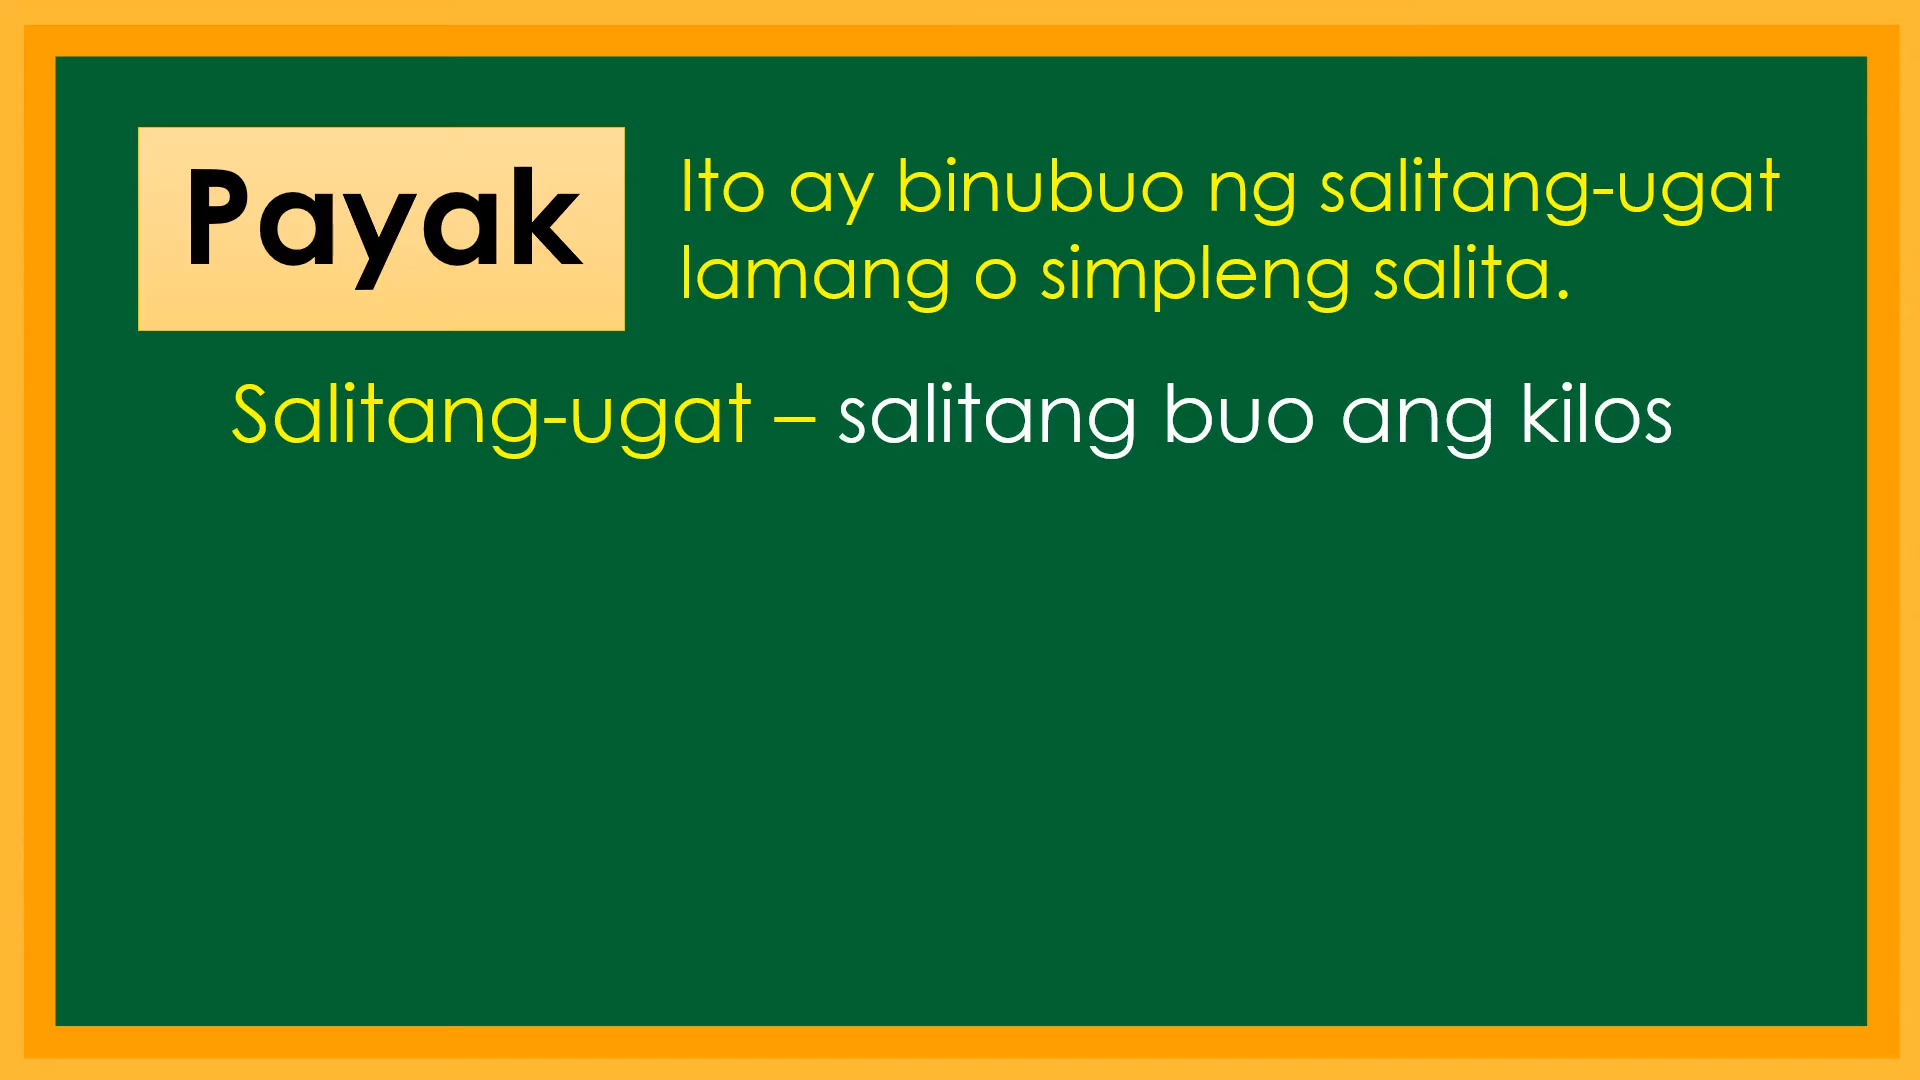 Payak
Ito ay binubuo ng salitang-ugat
lamang o simpleng salita.
Salitang-ugat – salitang buo ang kilos